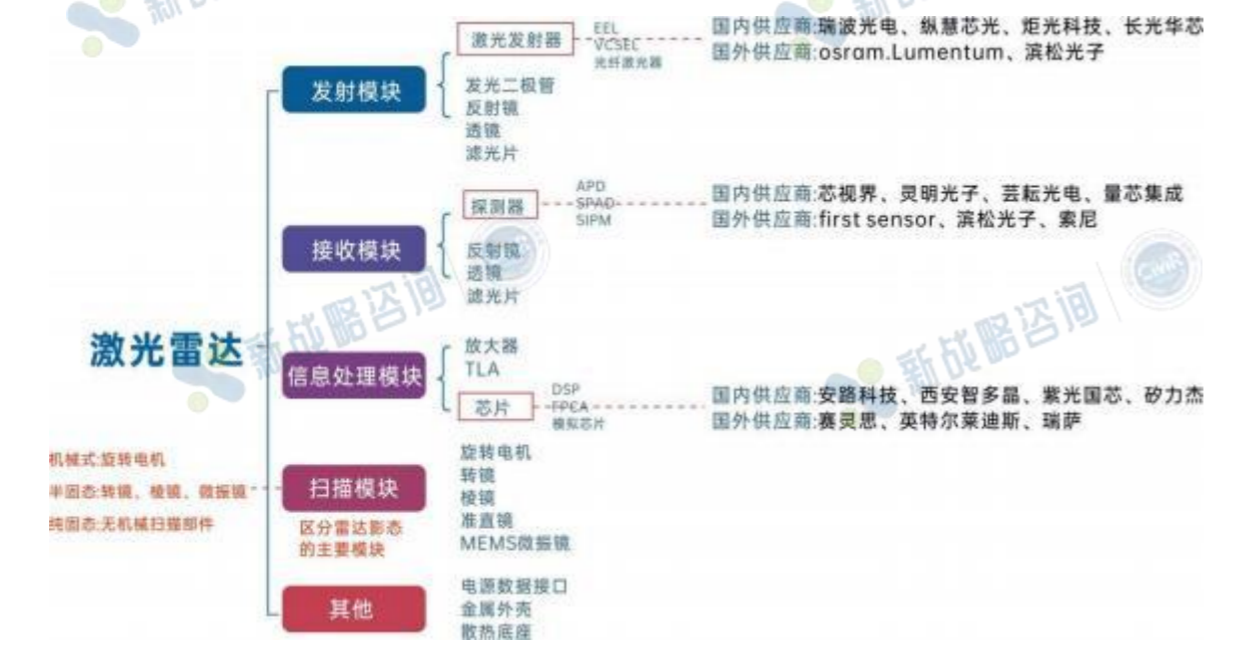 激光雷达
发射模块
激光发射器
EEL
VCSEL
光纤激光器
国内供应商:瑞波光电、纵慧芯光、炬光科技、长光华芯
国外供应商:osram.Lumentum、滨松光子
发光二极管
反射镜
透镜
滤光片
接收模块
探测器
APD
SPAD
SIPM
国内供应商:芯视界、灵明光子、芸耘光电、量芯集成
国外供应商:first sensor、滨松光子、索尼
反射镜
透镜
滤光片
信息处理模块
放大器
TLA
芯片
DSP
FPCA
模拟芯片
国内供应商:安路科技、西安智多晶、紫光国芯、矽力杰
国外供应商:赛灵思、英特尔莱迪斯、瑞萨
扫描模块
区分雷达影态
的主要模块
机械式:旋转电机
半固态:转镜、棱镜、微振镜
纯固态:无机械扫描部件
旋转电机
转镜
棱镜
准直镜
MEMS微振镜
其他
电源数据接口
金属外壳
散热底座
新战略咨询
新战略咨询